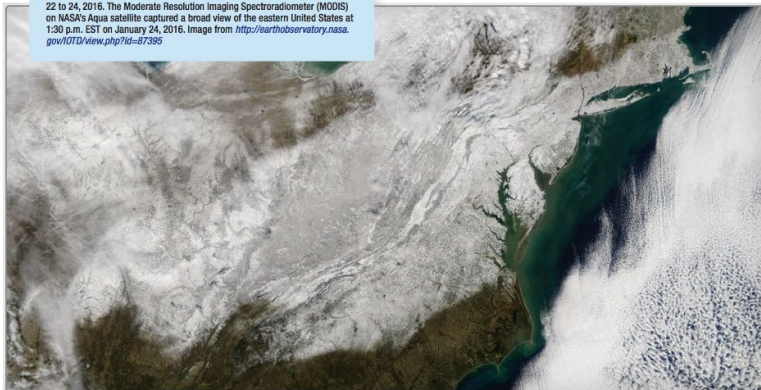 22 to 24, 2016. The Moderate Resolution Imaging Spectroradiometer (MODIS)
on NASA's Aqua satellite captured a broad view of the eastern United States at
1:30 p.m. EST on January 24, 2016. Image from http://earthobservatory.nasa.
gov/IOTD/view.php?id=87395